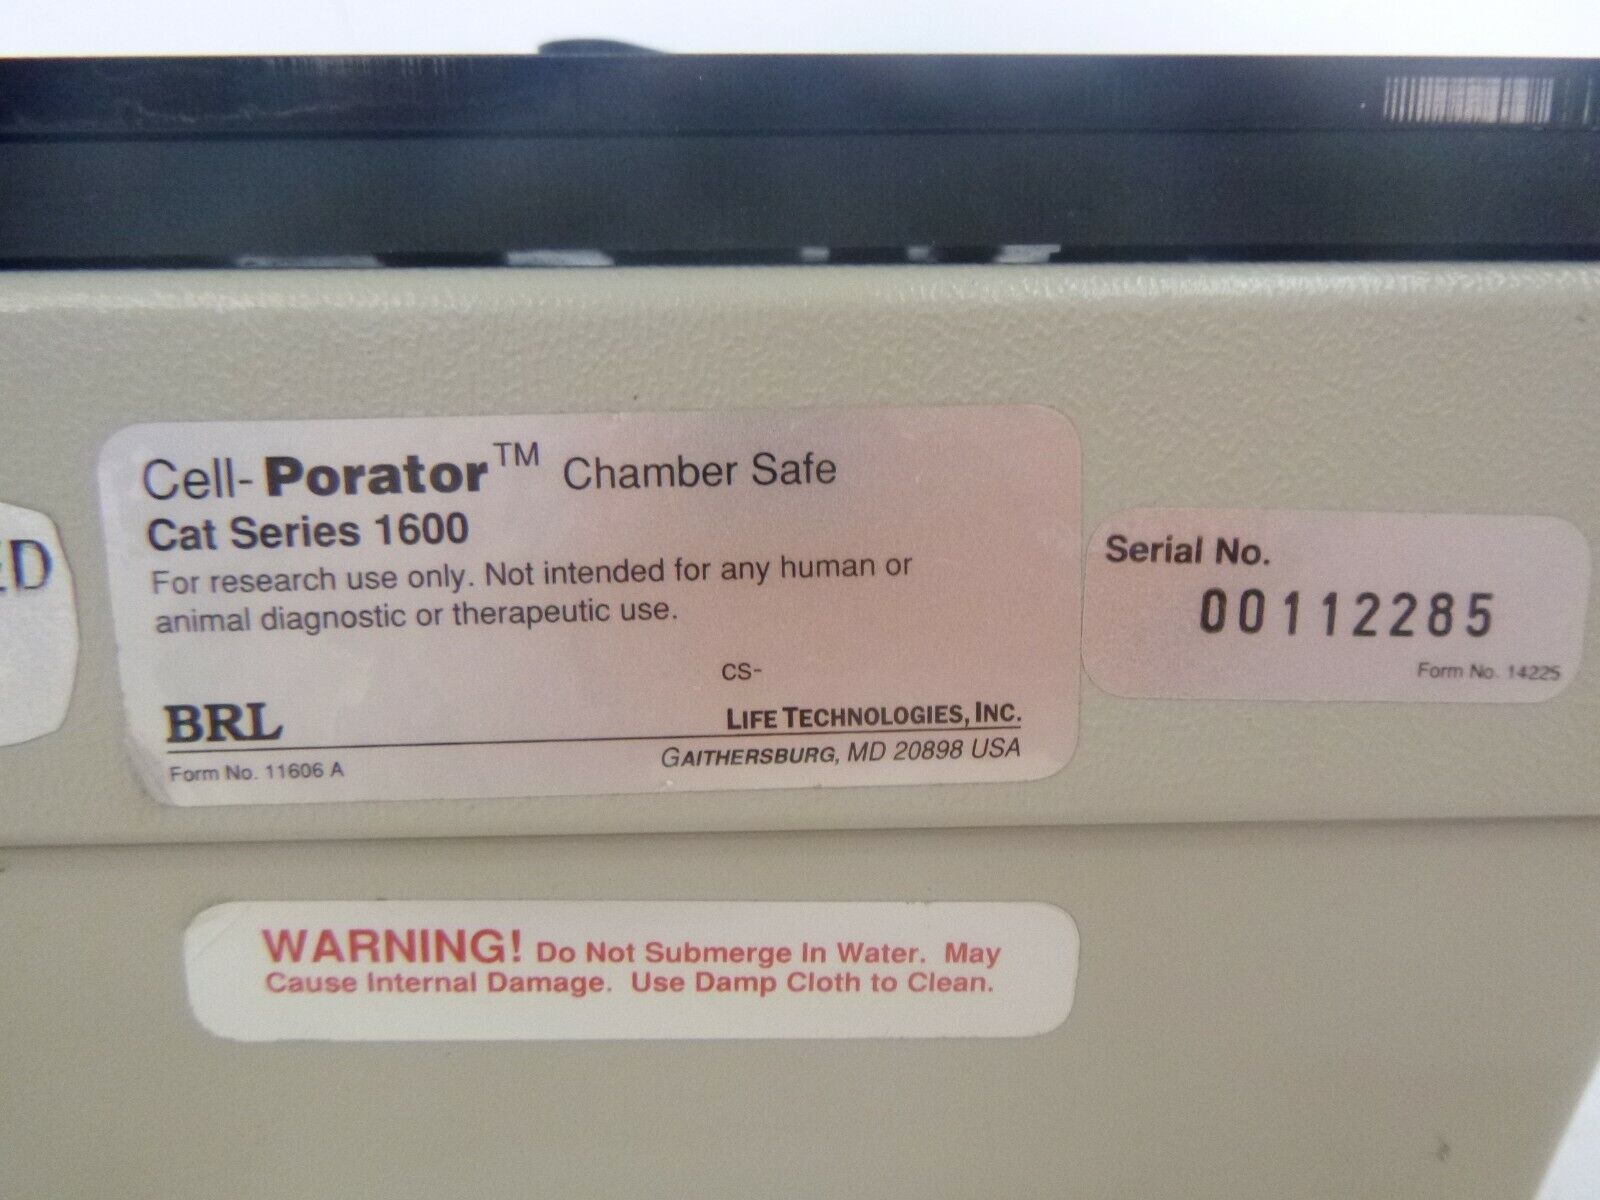 Cell-Porator™ Chamber Safe
Cat Series 1600
For research use only. Not intended for any human or
animal diagnostic or therapeutic use.
CS-
BRL LIFE TECHNOLOGIES, INC.
Form No. 11606 A GAITHERSBURG, MD 20898 USA
Serial No.
00112285
Form No. 14225
WARNING! Do Not Submerge In Water. May
Cause Internal Damage. Use Damp Cloth to Clean.